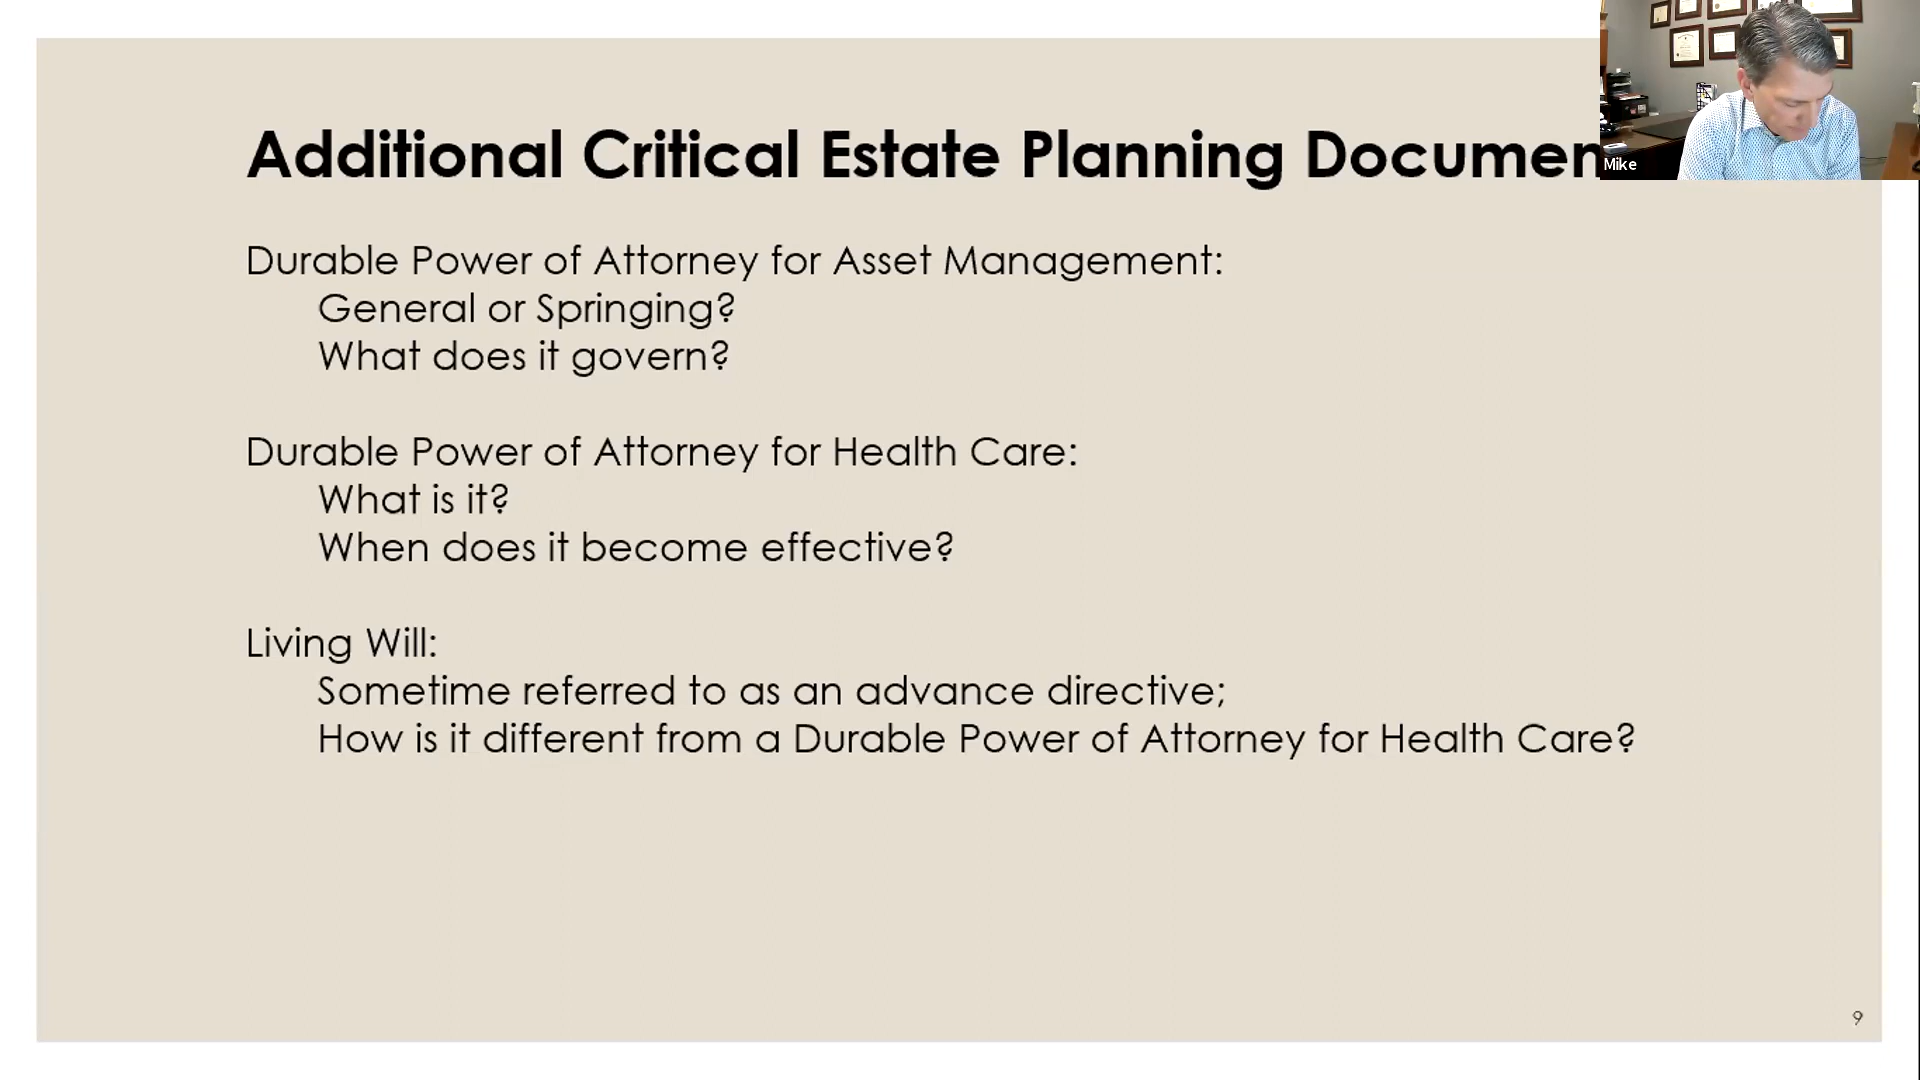 Additional Critical Estate Planning Documen
Mike
Durable Power of Attorney for Asset Management:
General or Springing?
What does it govern?
Durable Power of Attorney for Health Care:
What is it?
When does it become effective?
Living Will:
Sometime referred to as an advance directive;
How is it different from a Durable Power of Attorney for Health Care?
9